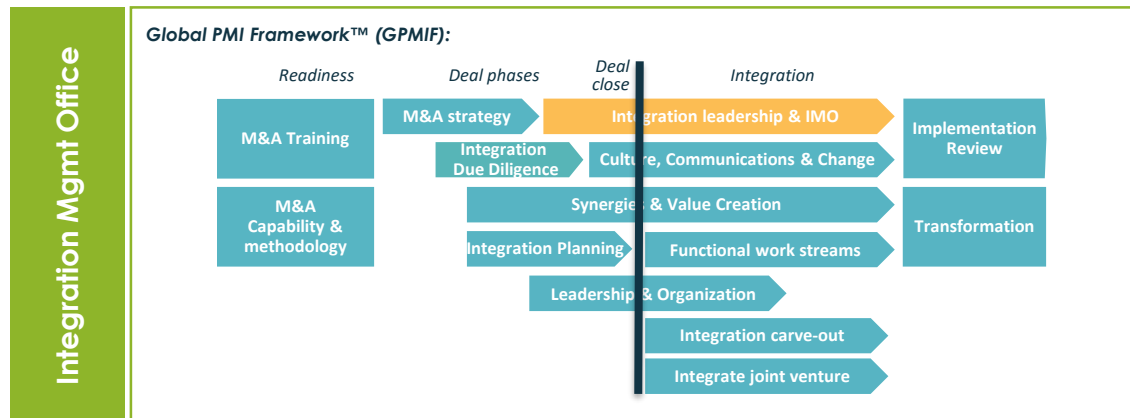 Integration Mgmt Office
Global PMI Framework™ (GPMIF):
Readiness
Deal phases
Deal
close
Integration
M&A Training
M&A strategy
Integration leadership & IMO
Implementation
Review
Integration
Due Diligence
Culture, Communications & Change
M&A
Capability &
methodology
Synergies & Value Creation
Transformation
Integration Planning
Functional work streams
Leadership & Organization
Integration carve-out
Integrate joint venture